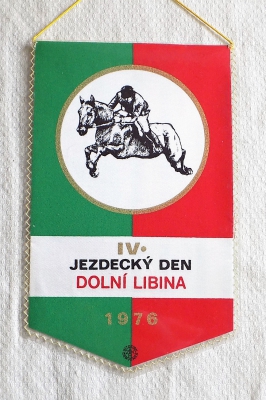 IV.
JEZDECKÝ DEN
DOLNÍ LIBINA
1976